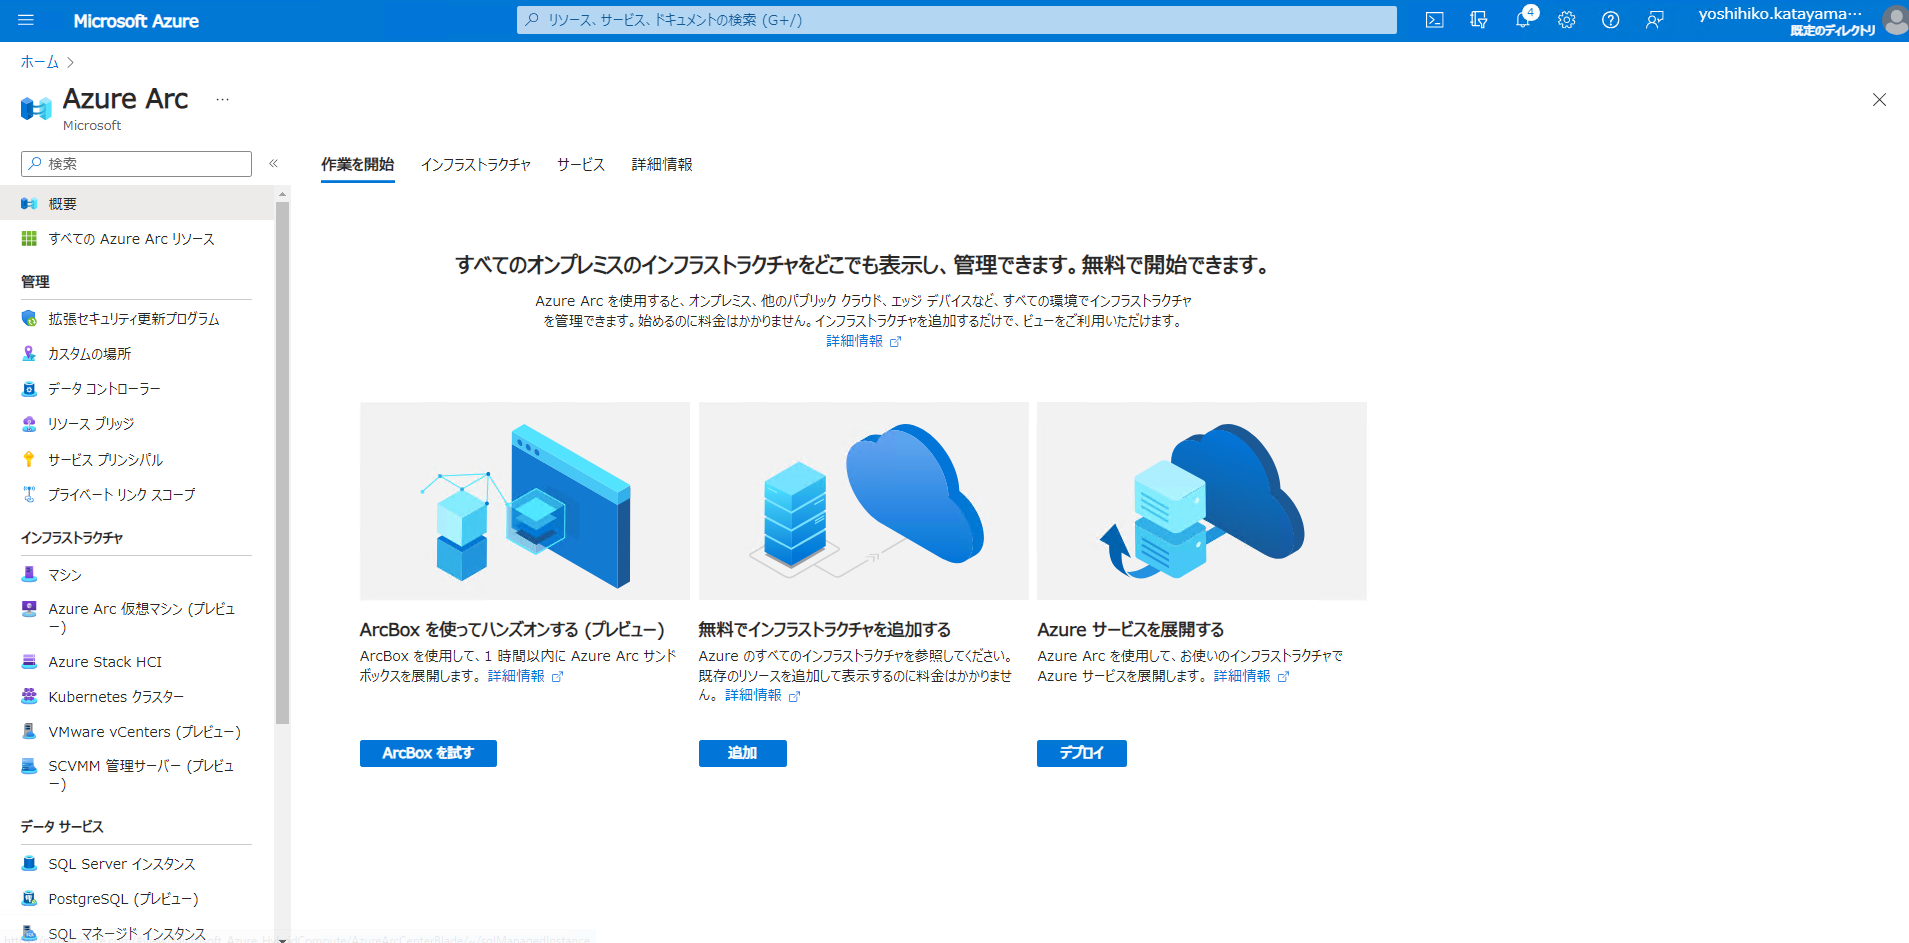 Microsoft Azure
リソース、サービス、ドキュメントの検索 (G+/)
4
yoshihiko.katayama…
既定のディレクトリ
ホーム
Azure Arc
…
Microsoft
検索
«
概要
すべての Azure Arc リソース
管理
拡張セキュリティ更新プログラム
カスタムの場所
データ コントローラー
リソース ブリッジ
サービス プリンシパル
プライベート リンク スコープ
インフラストラクチャ
マシン
Azure Arc 仮想マシン (プレビュ
ー)
Azure Stack HCI
Kubernetes クラスター
VMware vCenters (プレビュー)
SCVMM 管理サーバー (プレビュ
ー)
データ サービス
SQL Server インスタンス
PostgreSQL (プレビュー)
SQL マネージド インスタンス
作業を開始 インフラストラクチャ サービス 詳細情報
すべてのオンプレミスのインフラストラクチャをどこでも表示し、管理できます。無料で開始できます。
Azure Arc を使用すると、オンプレミス、他のパブリック クラウド、エッジ デバイスなど、すべての環境でインフラストラクチャ
を管理できます。始めるのに料金はかかりません。インフラストラクチャを追加するだけで、ビューをご利用いただけます。
詳細情報
ArcBox を使ってハンズオンする (プレビュー)
ArcBox を使用して、1 時間以内に Azure Arc サンド
ボックスを展開します。 詳細情報
ArcBox を試す
無料でインフラストラクチャを追加する
Azure のすべてのインフラストラクチャを参照してください。
既存のリソースを追加して表示するのに料金はかかりませ
ん。 詳細情報
追加
Azure サービスを展開する
Azure Arc を使用して、お使いのインフラストラクチャで
Azure サービスを展開します。 詳細情報
デプロイ